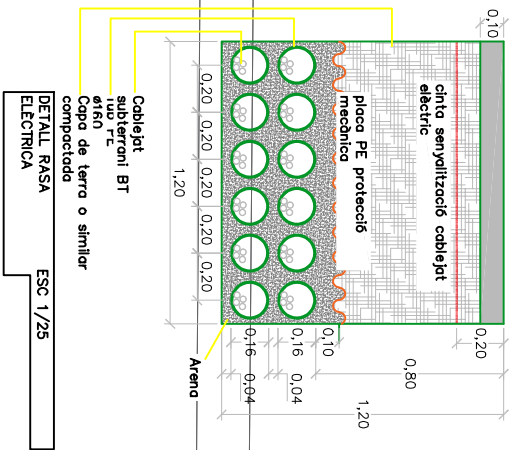 0,10
0,20
cinta senyalització cablejat
elèctric
0,80
1,20
placa PE protecció
mecànica
0,10
0,16
0,04
0,16
0,04
0,20
0,20
0,20
0,20
0,20
Arena
1,20
Cablejat
subterrani BT
TUB PE
ø160
Capa de terra o similar
compactada
DETALL RASA ESC 1/25
ELÈCTRICA